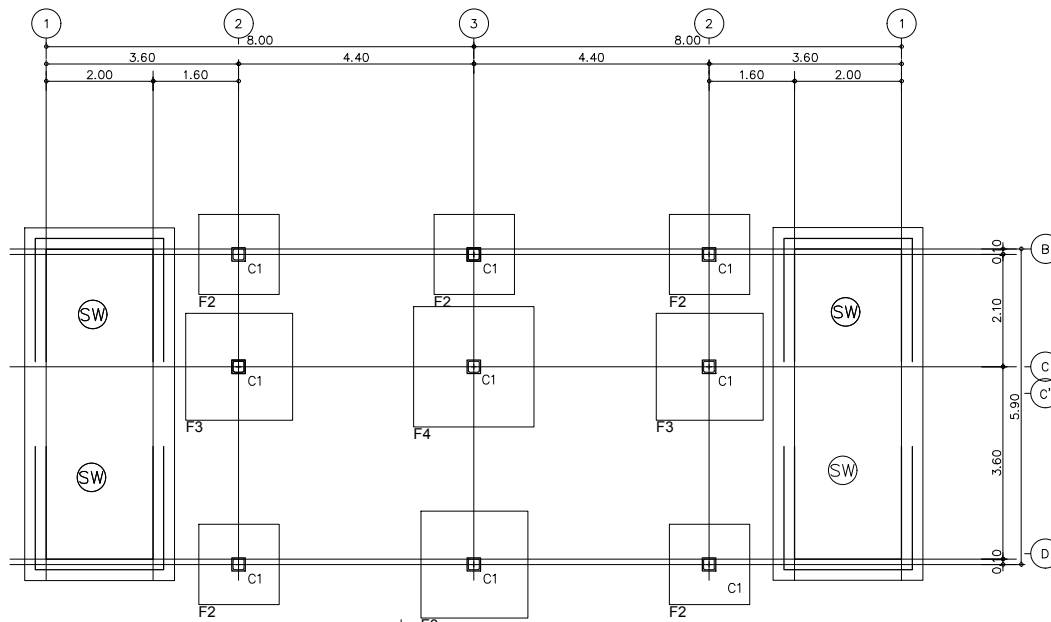 1 2 3 2 1
8.00 8.00
3.60 4.40 4.40 3.60
2.00 1.60 1.60 2.00
B
0.10
C1 C1 C1
F2 F2 F2
SW SW
2.10
C
C1 C1 C1
C'
5.90
F3 F4 F3
3.60
SW SW
D
0.10
C1 C1 C1
F2 F2